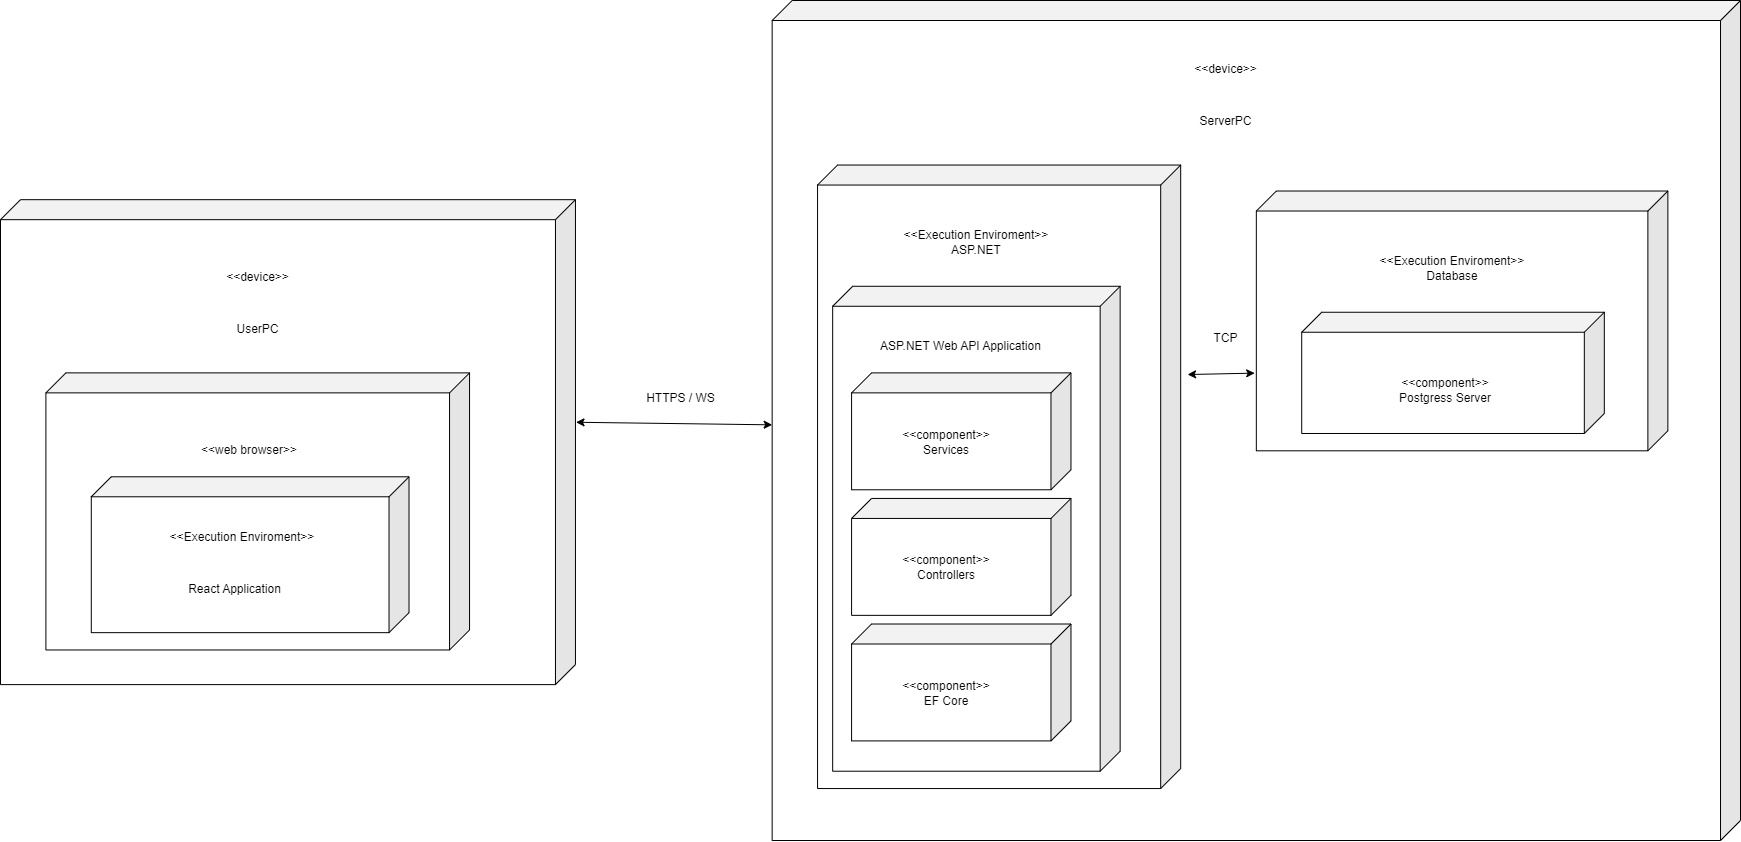 <<device>>
UserPC
<<web browser>>
<<Execution Enviroment>>
React Application
HTTPS / WS
<<device>>
ServerPC
<<Execution Enviroment>>
ASP.NET
ASP.NET Web API Application
<<component>>
Services
<<component>>
Controllers
<<component>>
EF Core
TCP
<<Execution Enviroment>>
Database
<<component>>
Postgress Server